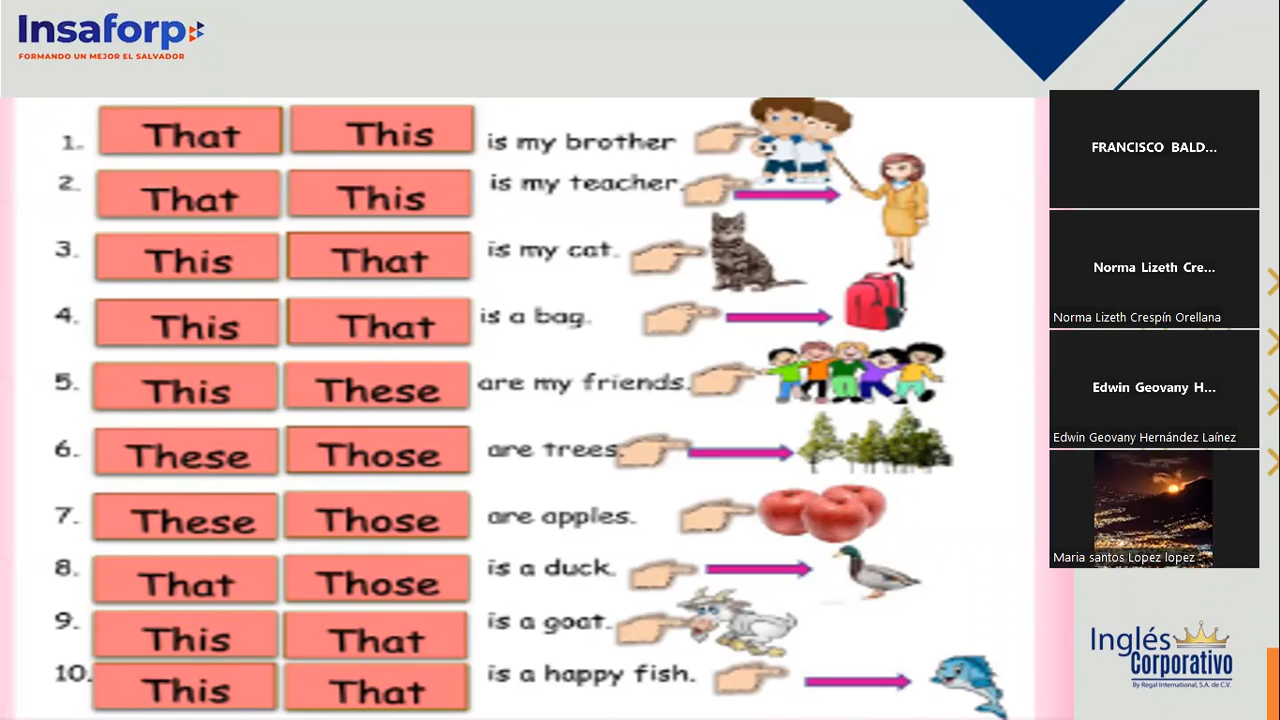 Insaforp
FORMANDO UN MEJOR EL SALVADOR
1. That This is my brother
2. That This is my teacher.
3. This That is my cat.
4. This That is a bag.
5. This These are my friends.
6. These Those are trees
7. These Those are apples.
8. That Those is a duck.
9. This That is a goat.
10. This That is a happy fish.
FRANCISCO BALD...
Norma Lizeth Cre...
Norma Lizeth Crespín Orellana
Edwin Geovany H...
Edwin Geovany Hernández Laínez
Maria santos Lopez lopez
Inglés
Corporativo
By Regal International, S.A. de C.V.